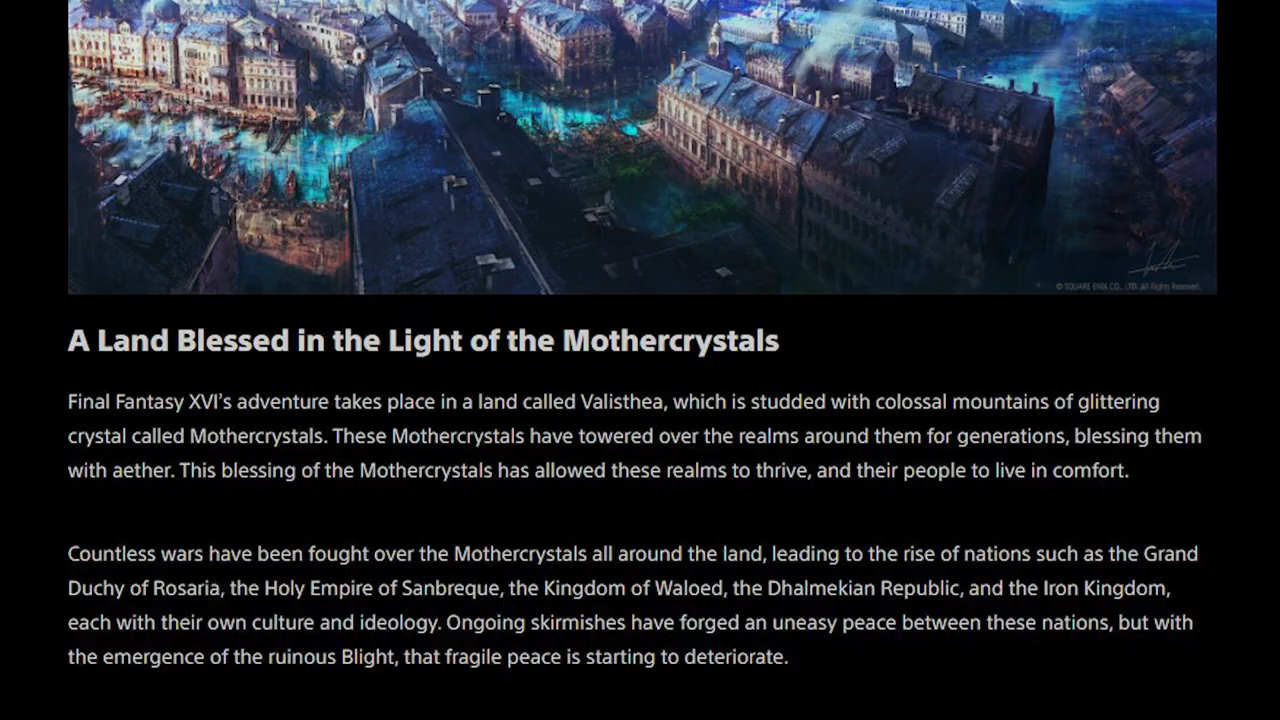 © SQUARE ENIX CO., LTD. All Rights Reserved.
A Land Blessed in the Light of the Mothercrystals
Final Fantasy XVI’s adventure takes place in a land called Valisthea, which is studded with colossal mountains of glittering
crystal called Mothercrystals. These Mothercrystals have towered over the realms around them for generations, blessing them
with aether. This blessing of the Mothercrystals has allowed these realms to thrive, and their people to live in comfort.
Countless wars have been fought over the Mothercrystals all around the land, leading to the rise of nations such as the Grand
Duchy of Rosaria, the Holy Empire of Sanbreque, the Kingdom of Waloed, the Dhalmekian Republic, and the Iron Kingdom,
each with their own culture and ideology. Ongoing skirmishes have forged an uneasy peace between these nations, but with
the emergence of the ruinous Blight, that fragile peace is starting to deteriorate.